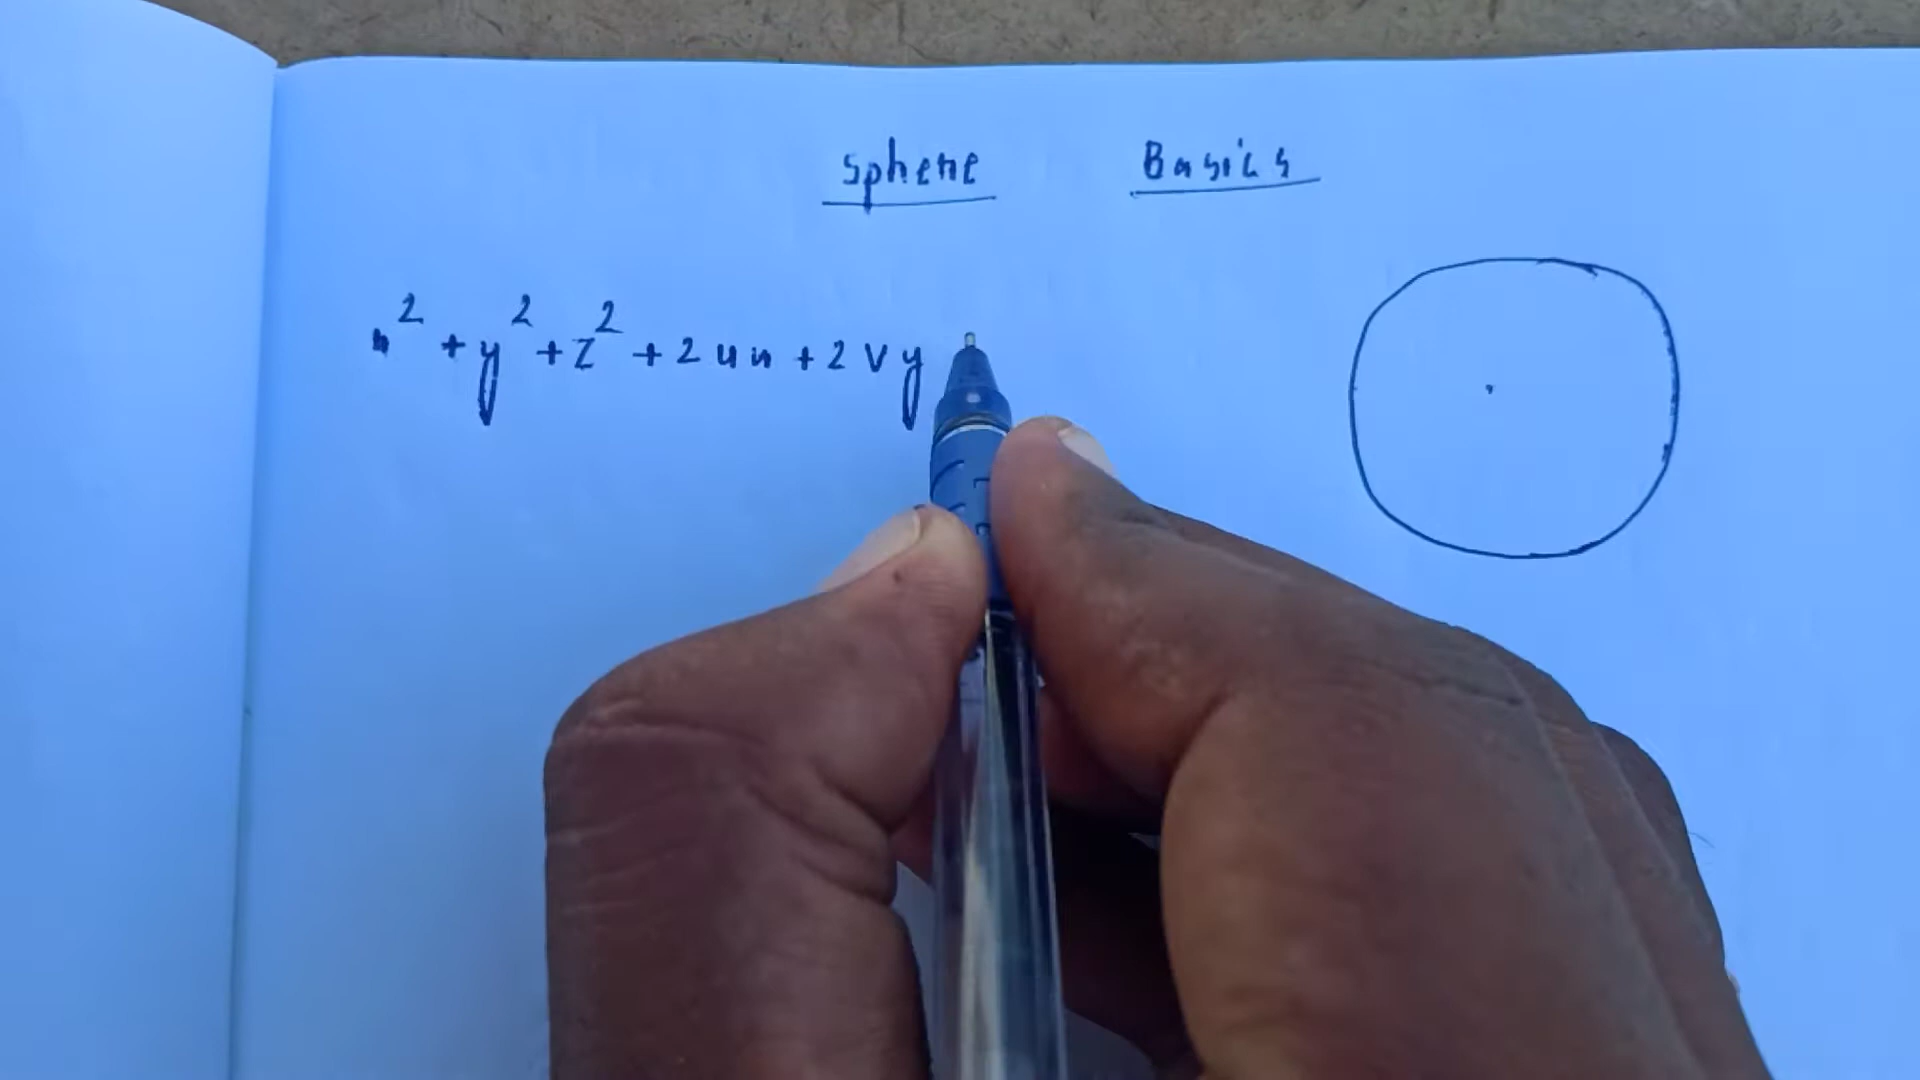 Sphere Basics
x² + y² + z² + 2ux + 2vy